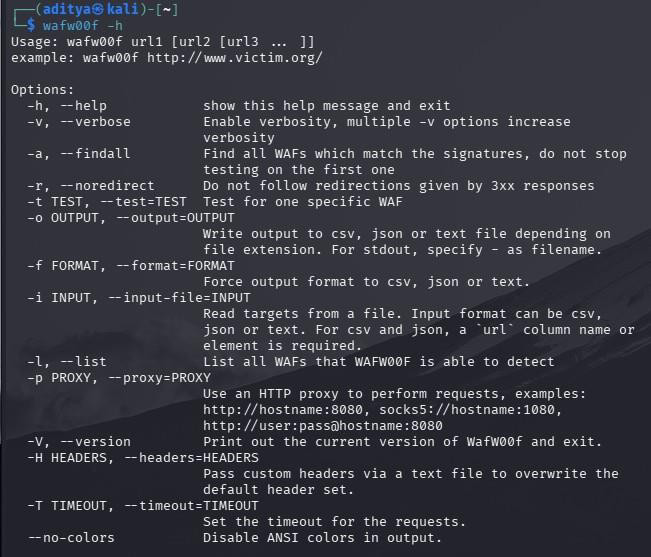 ┌──(aditya㉿kali)-[~]
└─$ wafw00f -h
Usage: wafw00f url1 [url2 [url3 ... ]]
example: wafw00f http://www.victim.org/

Options:
  -h, --help            show this help message and exit
  -v, --verbose         Enable verbosity, multiple -v options increase
                        verbosity
  -a, --findall         Find all WAFs which match the signatures, do not stop
                        testing on the first one
  -r, --noredirect      Do not follow redirections given by 3xx responses
  -t TEST, --test=TEST  Test for one specific WAF
  -o OUTPUT, --output=OUTPUT
                        Write output to csv, json or text file depending on
                        file extension. For stdout, specify - as filename.
  -f FORMAT, --format=FORMAT
                        Force output format to csv, json or text.
  -i INPUT, --input-file=INPUT
                        Read targets from a file. Input format can be csv,
                        json or text. For csv and json, a `url` column name or
                        element is required.
  -l, --list            List all WAFs that WAFW00F is able to detect
  -p PROXY, --proxy=PROXY
                        Use an HTTP proxy to perform requests, examples:
                        http://hostname:8080, socks5://hostname:1080,
                        http://user:pass@hostname:8080
  -V, --version         Print out the current version of WafW00f and exit.
  -H HEADERS, --headers=HEADERS
                        Pass custom headers via a text file to overwrite the
                        default header set.
  -T TIMEOUT, --timeout=TIMEOUT
                        Set the timeout for the requests.
  --no-colors           Disable ANSI colors in output.